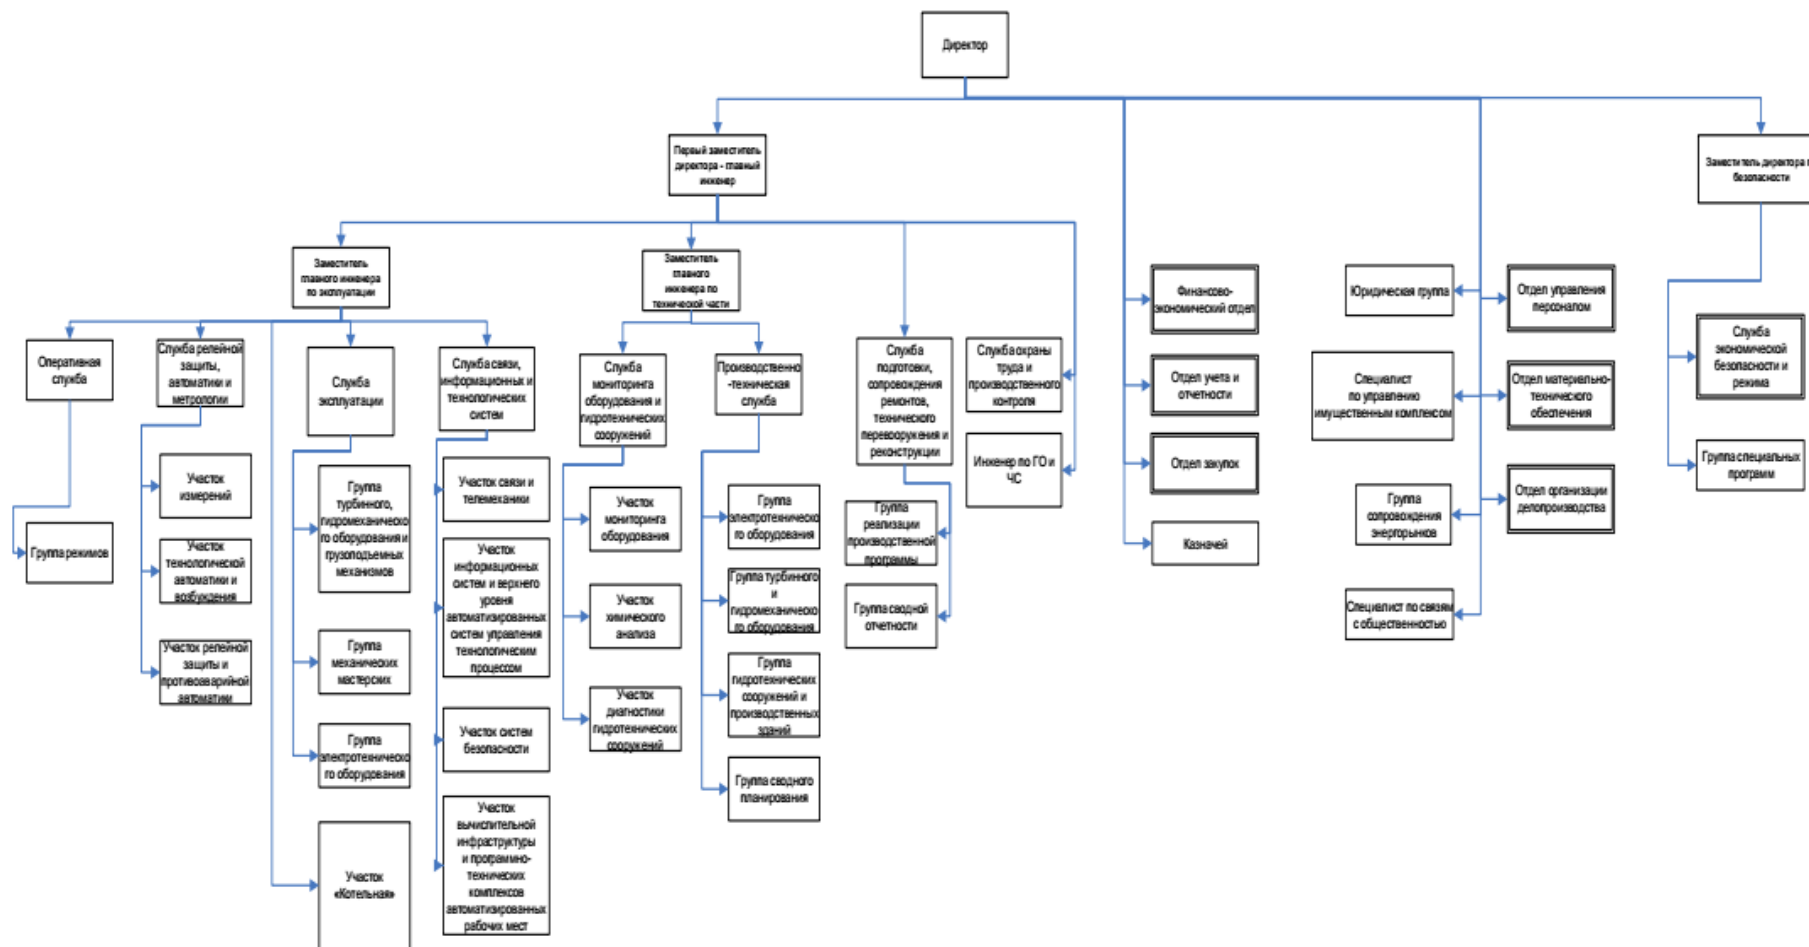 Директор
Первый заместитель
директора - главный
инженер
Заместитель директора
безопасности
Заместитель
главного инженера
по эксплуатации
Заместитель
главного
инженера по
технической части
Оперативная
служба
Служба релейной
защиты,
автоматики и
метрологии
Служба
эксплуатации
Служба связи,
информационных и
технологических
систем
Служба
мониторинга
оборудования и
гидротехнических
сооружений
Производственно
-техническая
служба
Служба
подготовки,
сопровождения
ремонтов,
технического
перевооружения и
реконструкции
Служба охраны
труда и
производственного
контроля
Инженер по ГО и
ЧС
Финансово-
экономический отдел
Отдел учета и
отчетности
Отдел закупок
Казначей
Юридическая группа
Специалист
по управлению
имущественным комплексом
Группа
сопровождения
энергорынков
Специалист по связям
с общественностью
Отдел управления
персоналом
Отдел материально-
технического
обеспечения
Отдел организации
делопроизводства
Служба
экономической
безопасности и
режима
Группа специальных
программ
Группа режимов
Участок
измерений
Участок
технологической
автоматики и
возбуждения
Участок релейной
защиты и
противоаварийной
автоматики
Группа
турбинного,
гидромеханическо
го оборудования и
грузоподъемных
механизмов
Группа
механических
мастерских
Группа
электротехническо
го оборудования
Участок
«Котельная»
Участок связи и
телемеханики
Участок
информационных
систем и верхнего
уровня
автоматизированных
систем управления
технологическим
процессом
Участок систем
безопасности
Участок
вычислительной
инфраструктуры
и программно-
технических
комплексов
автоматизированных
рабочих мест
Участок
мониторинга
оборудования
Участок
химического
анализа
Участок
диагностики
гидротехнических
сооружений
Группа
электротехническо
го оборудования
Группа турбинного
и
гидромеханическо
го оборудования
Группа
гидротехнических
сооружений и
производственных
зданий
Группа сводного
планирования
Группа
реализации
производственной
программы
Группа сводной
отчетности